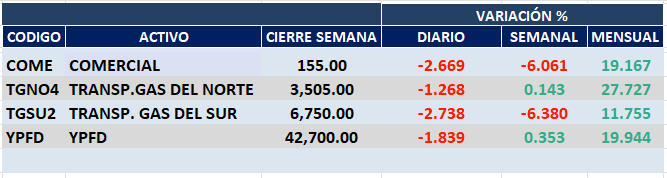 VARIACIÓN %
CODIGO ACTIVO CIERRE SEMANA DIARIO SEMANAL MENSUAL
COME COMERCIAL 155.00 -2.669 -6.061 19.167
TGNO4 TRANSP.GAS DEL NORTE 3,505.00 -1.268 0.143 27.727
TGSU2 TRANSP. GAS DEL SUR 6,750.00 -2.738 -6.380 11.755
YPFD YPFD 42,700.00 -1.839 0.353 19.944